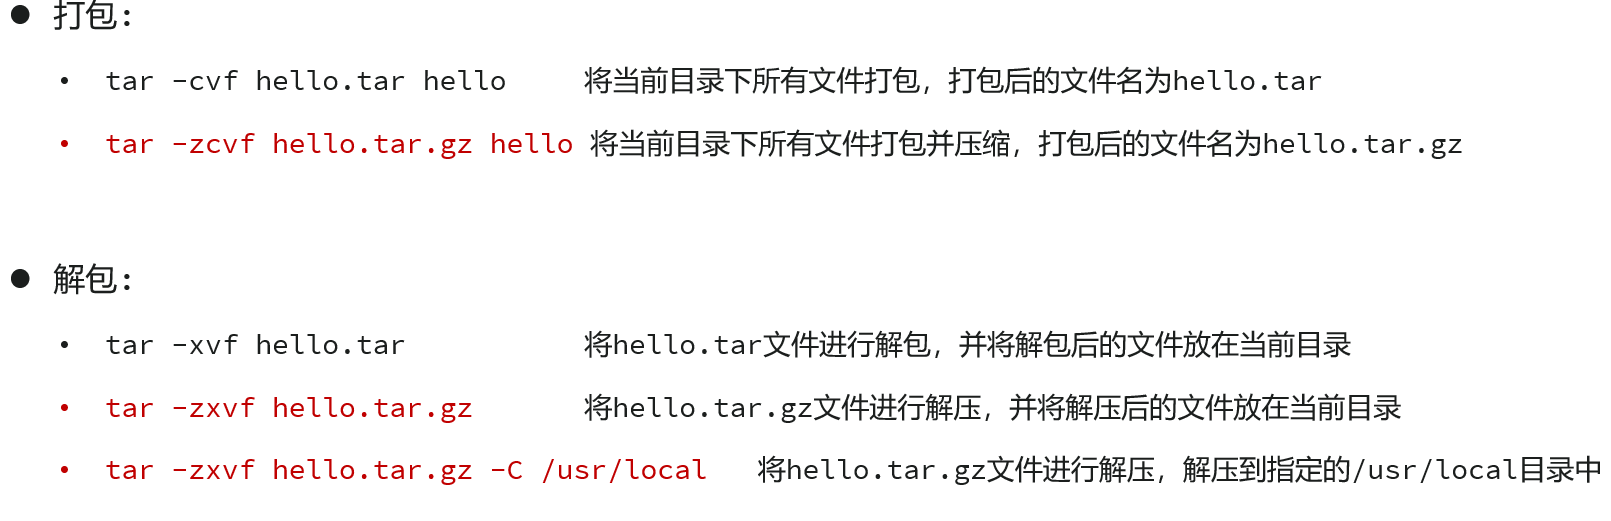 ● 打包：
• tar -cvf hello.tar hello 将当前目录下所有文件打包，打包后的文件名为hello.tar
• tar -zcvf hello.tar.gz hello 将当前目录下所有文件打包并压缩，打包后的文件名为hello.tar.gz
● 解包：
• tar -xvf hello.tar 将hello.tar文件进行解包，并将解包后的文件放在当前目录
• tar -zxvf hello.tar.gz 将hello.tar.gz文件进行解压，并将解压后的文件放在当前目录
• tar -zxvf hello.tar.gz -C /usr/local 将hello.tar.gz文件进行解压，解压到指定的/usr/local目录中